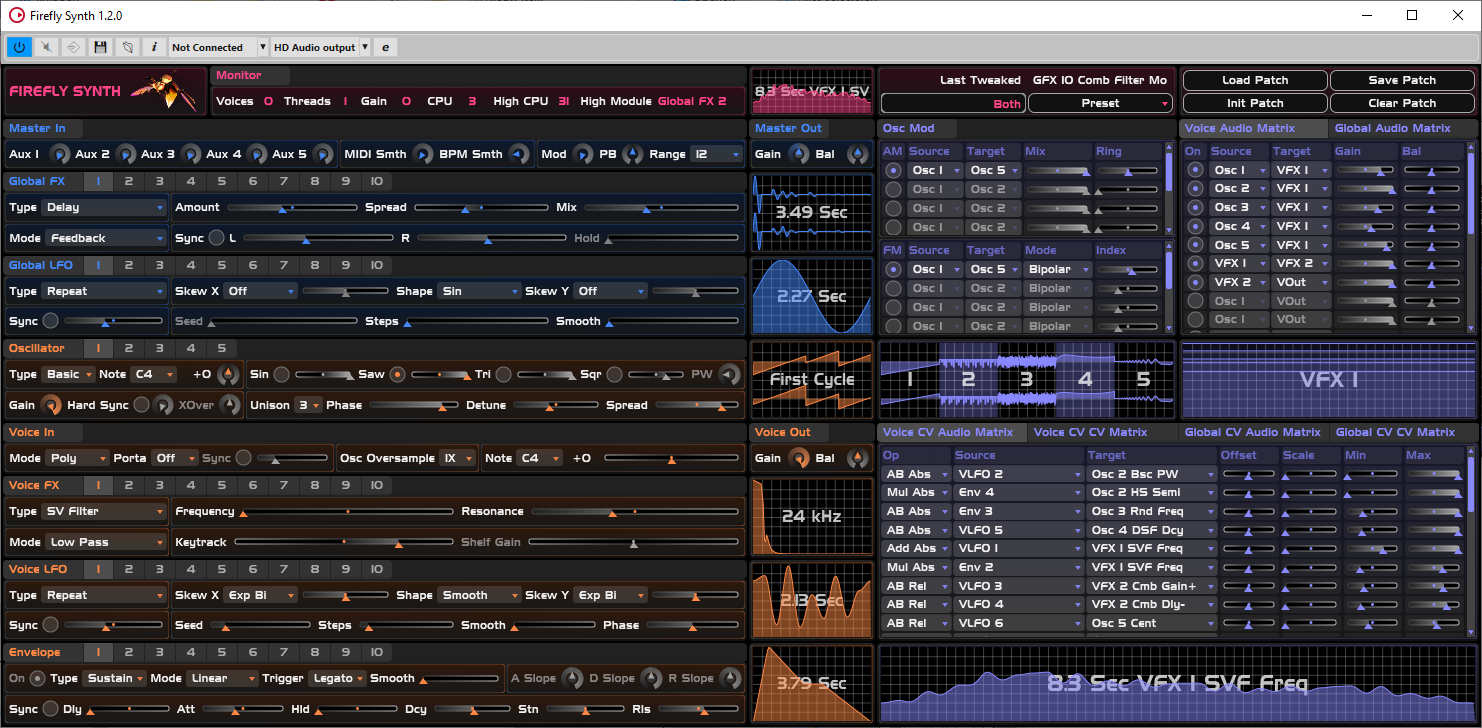 Firefly Synth 1.2.0
i Not Connected HD Audio output e
FIREFLY SYNTH
Monitor
Voices 0 Threads 1 Gain 0 CPU 3 High CPU 31 High Module Global FX 2
8.3 Sec VFX 1 SV
Last Tweaked GFX IO Comb Filter Mo
Both Preset
Load Patch Save Patch
Init Patch Clear Patch
Master In
Aux 1 Aux 2 Aux 3 Aux 4 Aux 5 MIDI Smth BPM Smth Mod PB Range 12
Master Out
Gain Bal
Global FX 1 2 3 4 5 6 7 8 9 10
Type Delay Amount Spread Mix
Mode Feedback Sync L R Hold
3.49 Sec
Global LFO 1 2 3 4 5 6 7 8 9 10
Type Repeat Skew X Off Shape Sin Skew Y Off
Sync Seed Steps Smooth
2.27 Sec
Osc Mod
AM Source Target Mix Ring
Osc 1 Osc 5
Osc 1 Osc 2
Osc 1 Osc 2
Osc 1 Osc 2
FM Source Target Mode Index
Osc 1 Osc 5 Bipolar
Osc 1 Osc 2 Bipolar
Osc 1 Osc 2 Bipolar
Osc 1 Osc 2 Bipolar
Voice Audio Matrix Global Audio Matrix
On Source Target Gain Bal
Osc 1 VFX 1
Osc 2 VFX 1
Osc 3 VFX 1
Osc 4 VFX 1
Osc 5 VFX 1
VFX 1 VFX 2
VFX 2 VOut
Osc 1 VOut
Osc 1 VOut
Oscillator 1 2 3 4 5
Type Basic Note C4 +0 Sin Saw Tri Sqr PW
Gain Hard Sync XOver Unison 3 Phase Detune Spread
First Cycle
1 2 3 4 5
VFX 1
Voice In
Mode Poly Porta Off Sync Osc Oversample 1X Note C4 +0
Voice Out
Gain Bal
Voice FX 1 2 3 4 5 6 7 8 9 10
Type SV Filter Frequency Resonance
Mode Low Pass Keytrack Shelf Gain
24 kHz
Voice LFO 1 2 3 4 5 6 7 8 9 10
Type Repeat Skew X Exp Bi Shape Smooth Skew Y Exp Bi
Sync Seed Steps Smooth Phase
2.13 Sec
Envelope 1 2 3 4 5 6 7 8 9 10
On Type Sustain Mode Linear Trigger Legato Smooth A Slope D Slope R Slope
Sync Dly Att Hld Dcy Stn Rls
3.79 Sec
Voice CV Audio Matrix Voice CV CV Matrix Global CV Audio Matrix Global CV CV Matrix
Op Source Target Offset Scale Min Max
AB Abs VLFO 2 Osc 2 Bsc PW
Mul Abs Env 4 Osc 2 HS Semi
AB Abs Env 3 Osc 3 Rnd Freq
AB Abs VLFO 5 Osc 4 DSF Dcy
Add Abs VLFO 1 VFX 1 SVF Freq
Mul Abs Env 2 VFX 1 SVF Freq
AB Rel VLFO 3 VFX 2 Cmb Gain+
AB Rel VLFO 4 VFX 2 Cmb Dly-
AB Rel VLFO 6 Osc 5 Cent
8.3 Sec VFX 1 SVF Freq